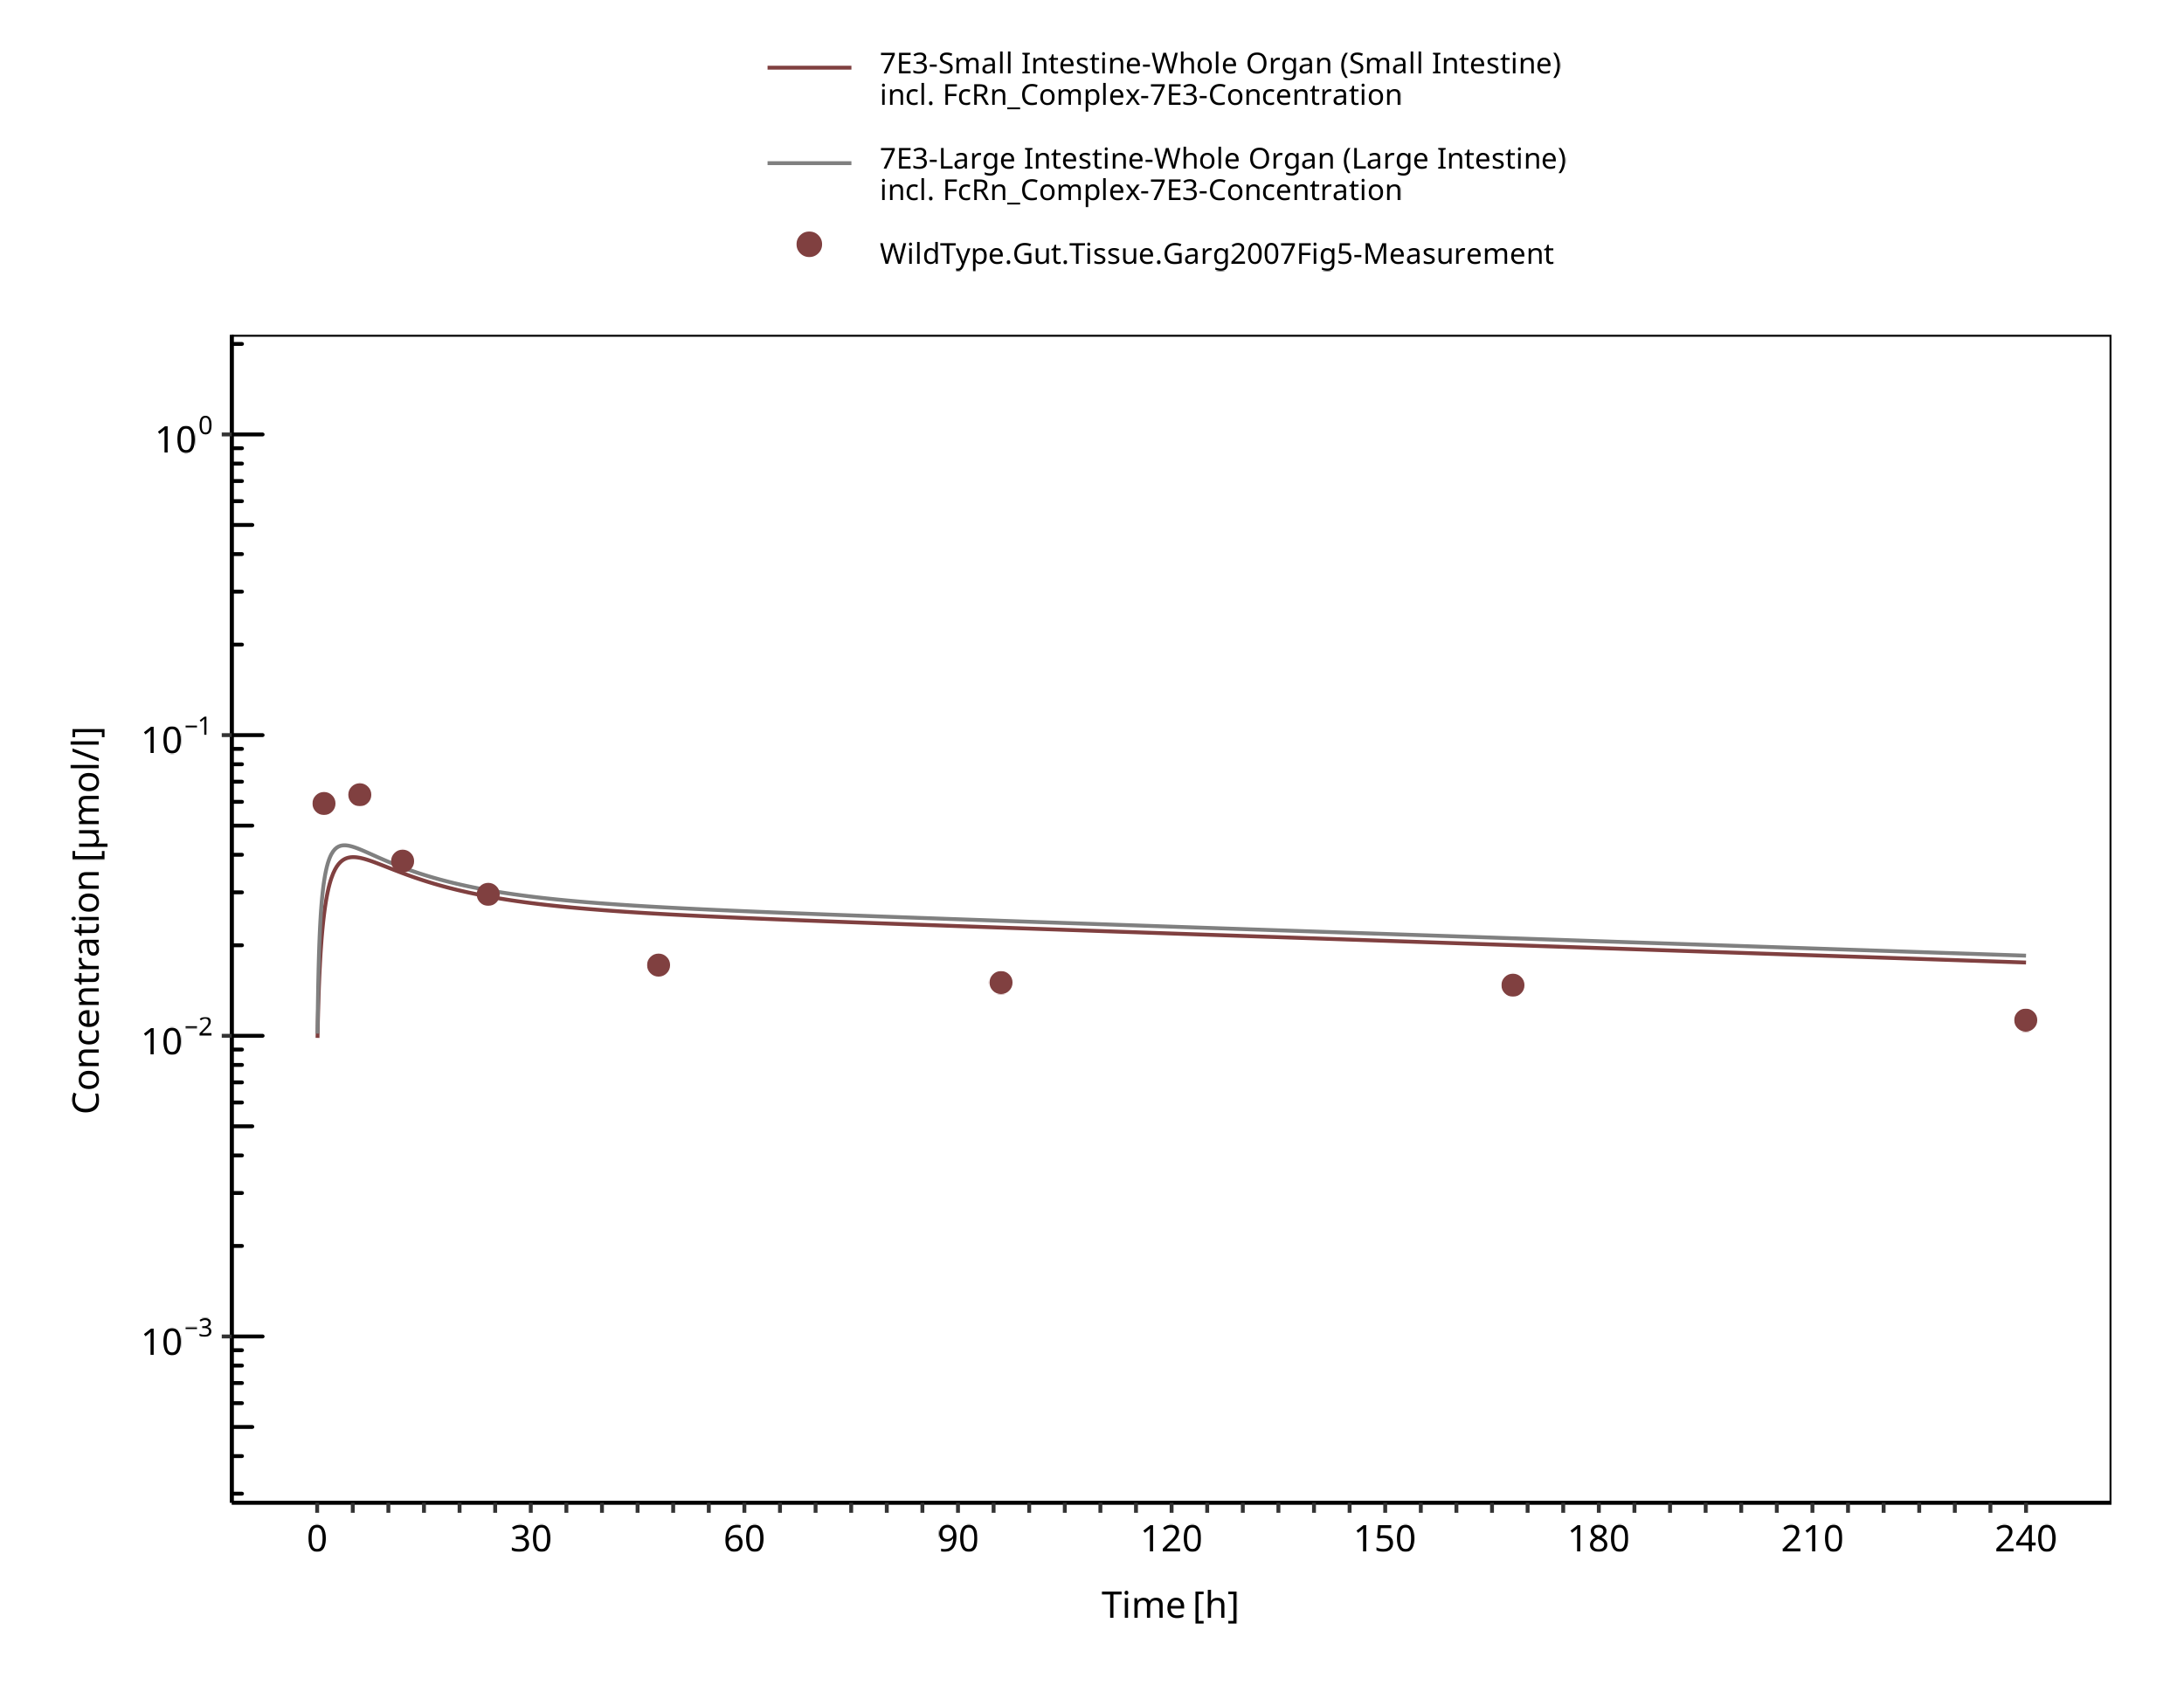 7E3-Small Intestine-Whole Organ (Small Intestine)
incl. FcRn_Complex-7E3-Concentration
7E3-Large Intestine-Whole Organ (Large Intestine)
incl. FcRn_Complex-7E3-Concentration
WildType.Gut.Tissue.Garg2007Fig5-Measurement
Concentration [µmol/l]
10⁰
10⁻¹
10⁻²
10⁻³
0 30 60 90 120 150 180 210 240
Time [h]